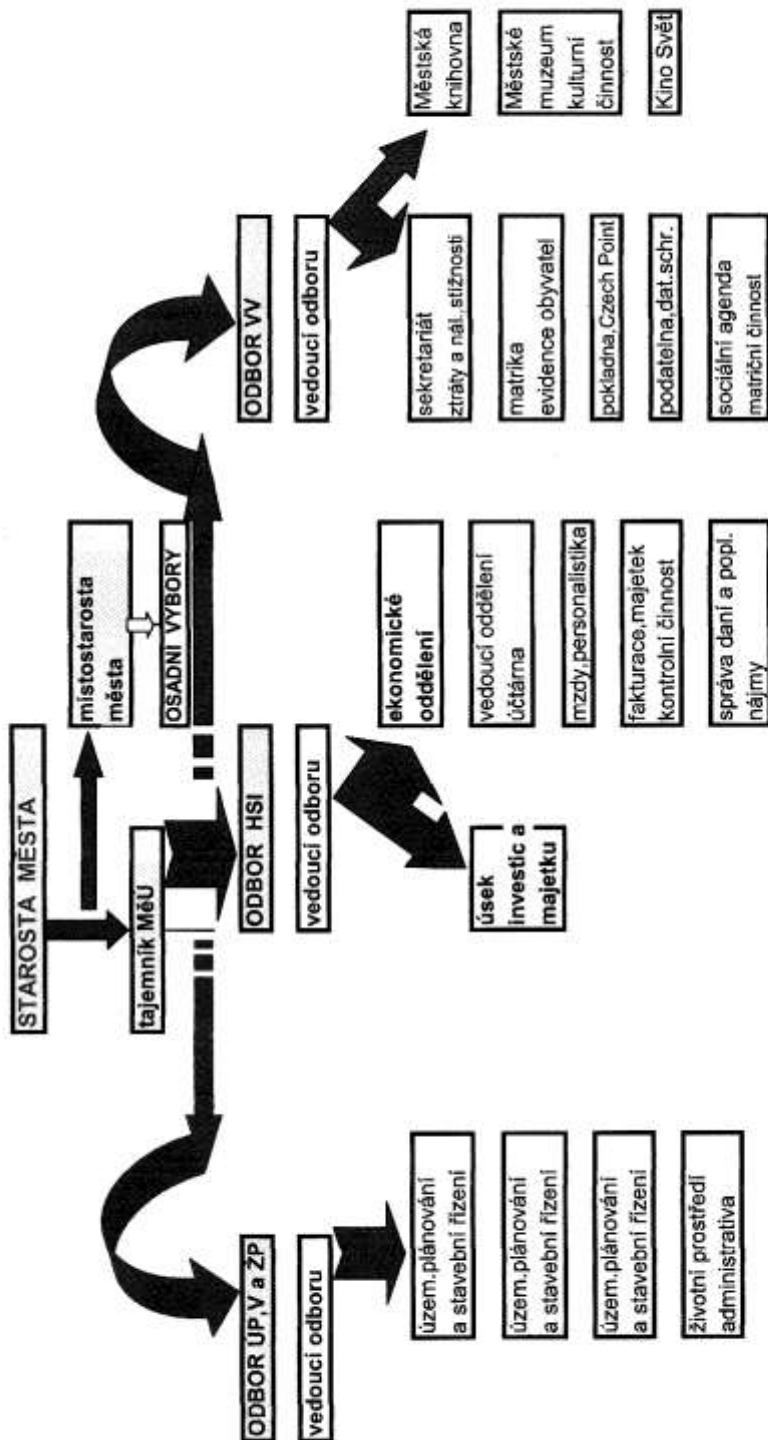 STAROSTA MĚSTA
místostarosta
města
OSADNÍ VÝBORY
tajemník MěÚ
ODBOR ÚP,V a ŽP
vedoucí odboru
územ.plánování
a stavební řízení
územ.plánování
a stavební řízení
územ.plánování
a stavební řízení
životní prostředí
administrativa
ODBOR HSI
vedoucí odboru
úsek
investic a
majetku
ekonomické
oddělení
vedoucí oddělení
účtárna
mzdy,personalistika
fakturace,majetek
kontrolní činnost
správa daní a popl.
nájmy
ODBOR VV
vedoucí odboru
sekretariát
ztráty a nál.,stížnosti
matrika
evidence obyvatel
pokladna,Czech Point
podatelna,dat.schr.
sociální agenda
matriční činnost
Městská
knihovna
Městské
muzeum
kulturní
činnost
Kino Svět